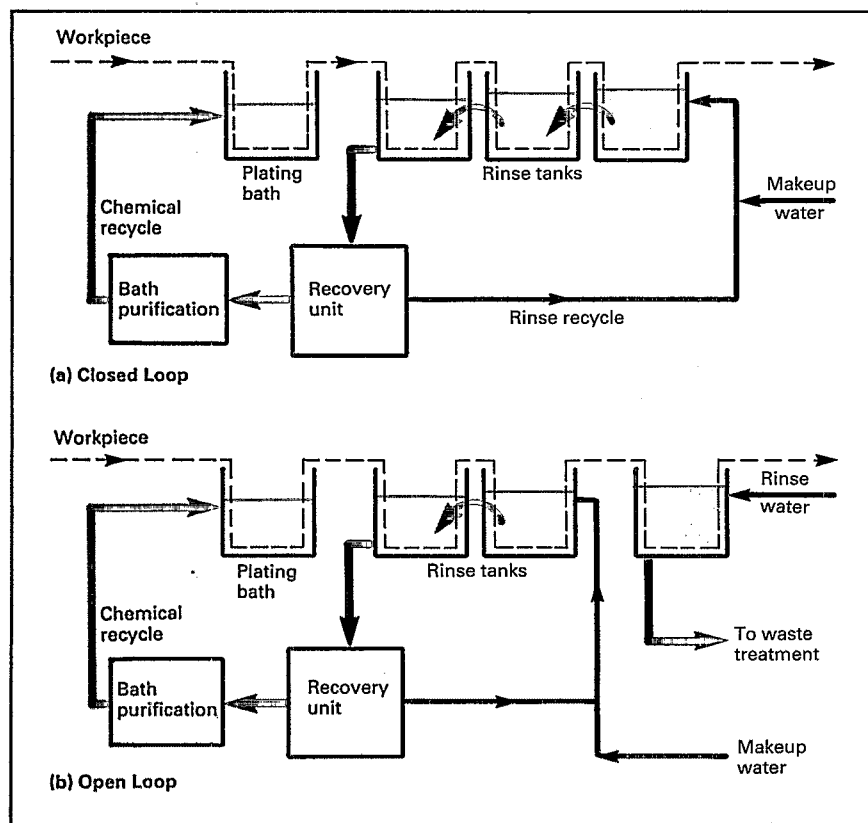 Workpiece
Plating
bath
Rinse tanks
Makeup
water
Chemical
recycle
Bath
purification
Recovery
unit
Rinse recycle
(a) Closed Loop
Workpiece
Rinse
water
Plating
bath
Rinse tanks
Chemical
recycle
To waste
treatment
Bath
purification
Recovery
unit
Makeup
water
(b) Open Loop